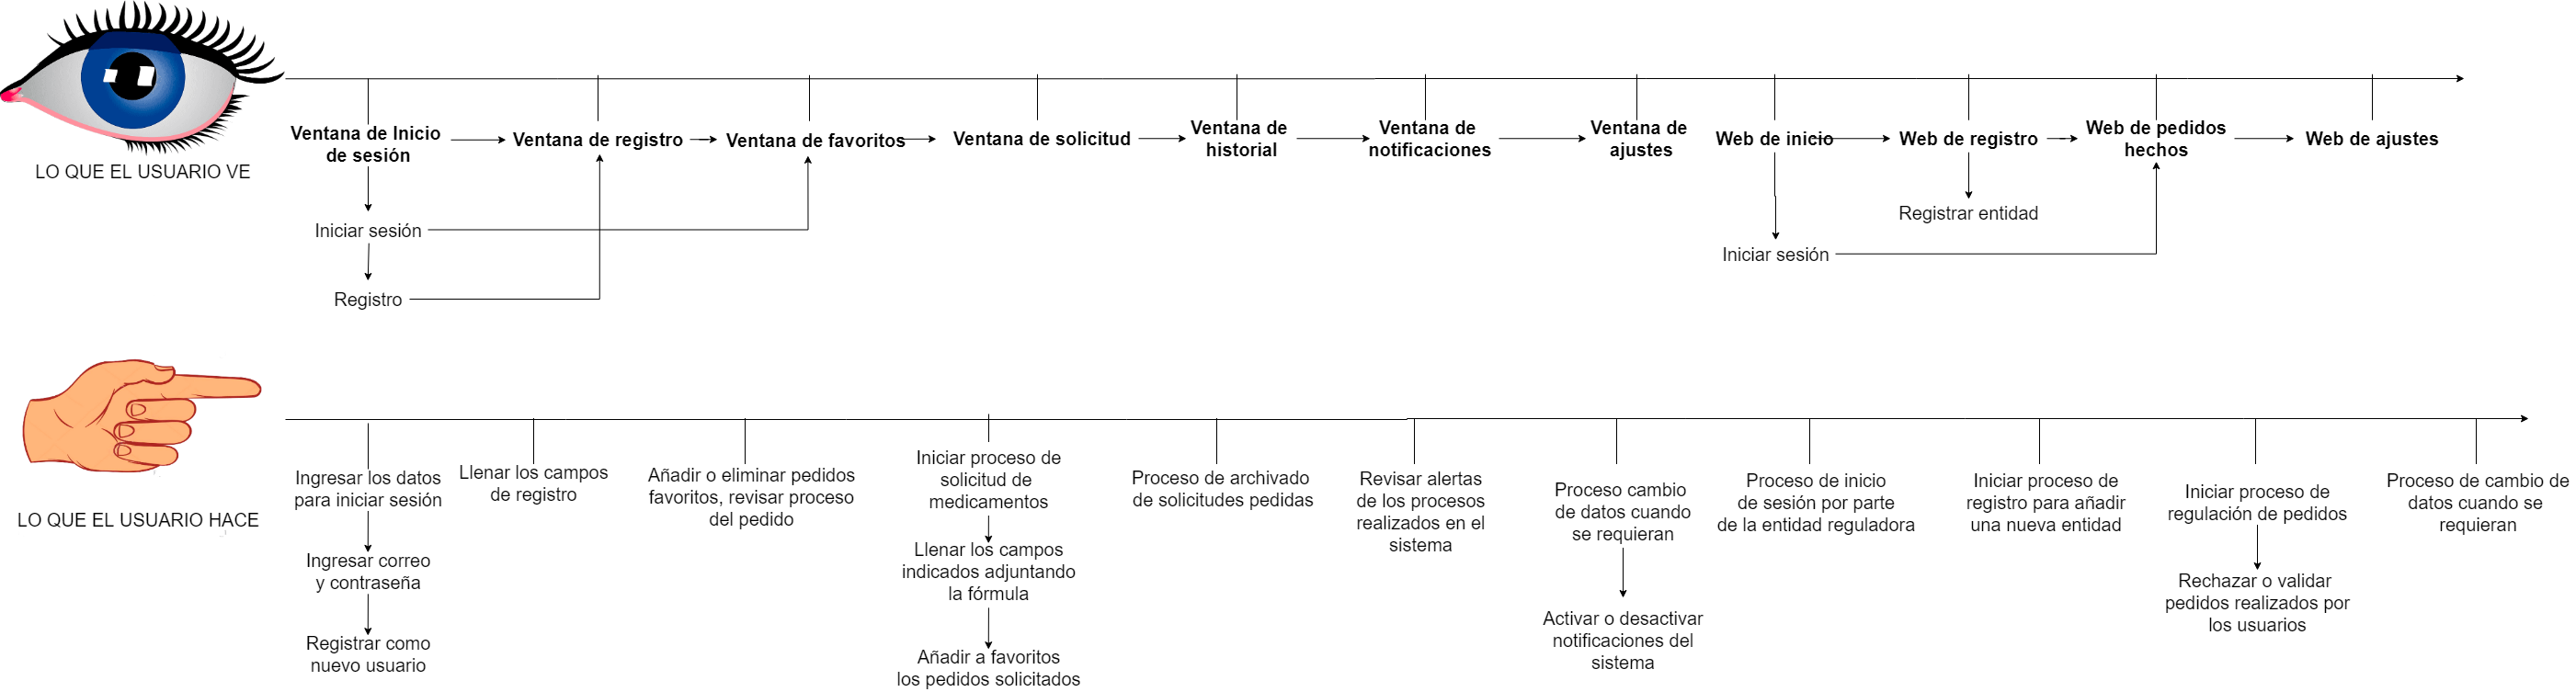 LO QUE EL USUARIO VE
Ventana de Inicio
de sesión
Ventana de registro
Ventana de favoritos
Ventana de solicitud
Ventana de
historial
Ventana de
notificaciones
Ventana de
ajustes
Web de inicio
Web de registro
Web de pedidos
hechos
Web de ajustes
Iniciar sesión
Registro
Registrar entidad
Iniciar sesión
LO QUE EL USUARIO HACE
Ingresar los datos
para iniciar sesión
Ingresar correo
y contraseña
Registrar como
nuevo usuario
Llenar los campos
de registro
Añadir o eliminar pedidos
favoritos, revisar proceso
del pedido
Iniciar proceso de
solicitud de
medicamentos
Llenar los campos
indicados adjuntando
la fórmula
Añadir a favoritos
los pedidos solicitados
Proceso de archivado
de solicitudes pedidas
Revisar alertas
de los procesos
realizados en el
sistema
Proceso cambio
de datos cuando
se requieran
Activar o desactivar
notificaciones del
sistema
Proceso de inicio
de sesión por parte
de la entidad reguladora
Iniciar proceso de
registro para añadir
una nueva entidad
Iniciar proceso de
regulación de pedidos
Rechazar o validar
pedidos realizados por
los usuarios
Proceso de cambio de
datos cuando se
requieran